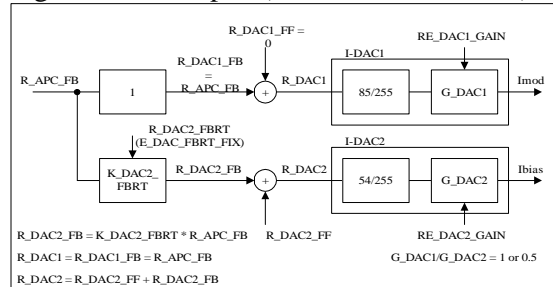 R_DAC1_FF =
0
RE_DAC1_GAIN
I-DAC1
R_APC_FB
R_DAC1_FB
=
R_APC_FB
R_DAC1
Imod
1
+
85/255
G_DAC1
R_DAC2_FBRT
(E_DAC_FBRT_FIX)
I-DAC2
K_DAC2_
FBRT
R_DAC2_FB
R_DAC2
Ibias
+
54/255
G_DAC2
R_DAC2_FB = K_DAC2_FBRT * R_APC_FB
R_DAC2_FF
RE_DAC2_GAIN
R_DAC1 = R_DAC1_FB = R_APC_FB
G_DAC1/G_DAC2 = 1 or 0.5
R_DAC2 = R_DAC2_FF + R_DAC2_FB